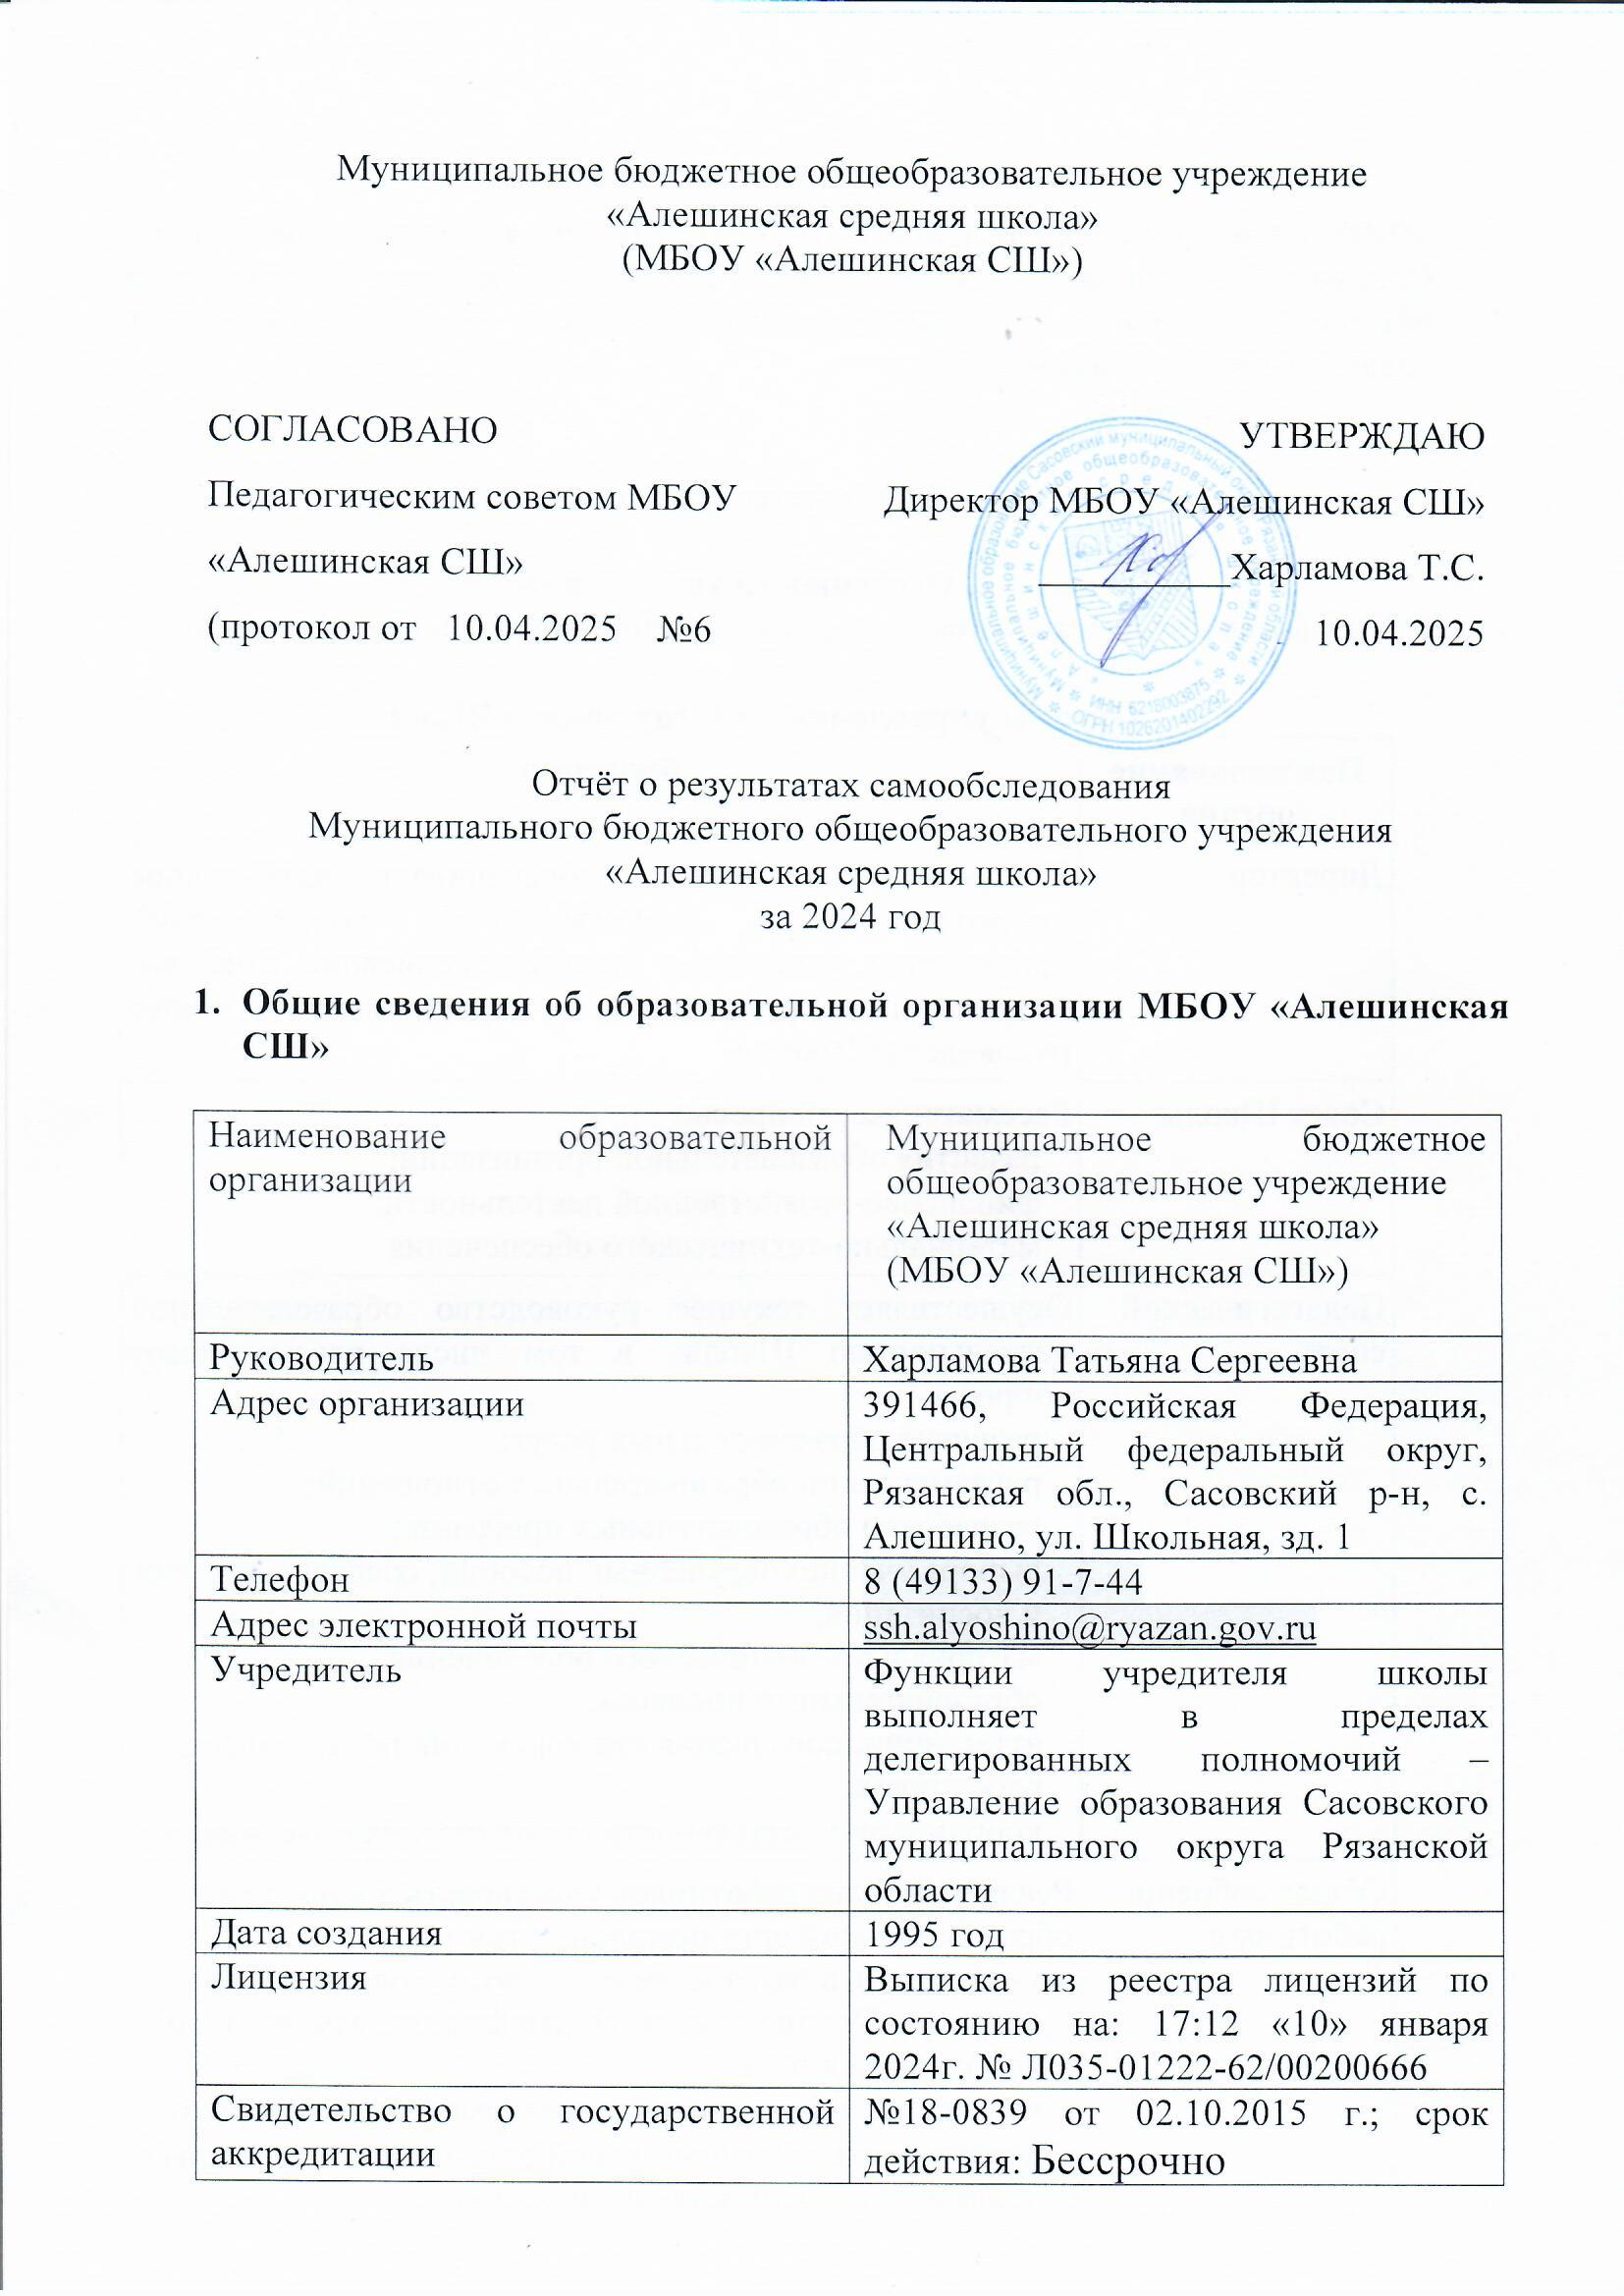 Муниципальное бюджетное общеобразовательное учреждение
«Алешинская средняя школа»
(МБОУ «Алешинская СШ»)
СОГЛАСОВАНО
Педагогическим советом МБОУ
«Алешинская СШ»
(протокол от 10.04.2025 №6
УТВЕРЖДАЮ
Директор МБОУ «Алешинская СШ»
__________Харламова Т.С.
10.04.2025
ИНН 6218003875
ОГРН 1026201402292
Отчёт о результатах самообследования
Муниципального бюджетного общеобразовательного учреждения
«Алешинская средняя школа»
за 2024 год
1. Общие сведения об образовательной организации МБОУ «Алешинская
СШ»
Наименование образовательной
организации
Муниципальное бюджетное
общеобразовательное учреждение
«Алешинская средняя школа»
(МБОУ «Алешинская СШ»)
Руководитель
Харламова Татьяна Сергеевна
Адрес организации
391466, Российская Федерация,
Центральный федеральный округ,
Рязанская обл., Сасовский р-н, с.
Алешино, ул. Школьная, зд. 1
Телефон
8 (49133) 91-7-44
Адрес электронной почты
ssh.alyoshino@ryazan.gov.ru
Учредитель
Функции учредителя школы
выполняет в пределах
делегированных полномочий –
Управление образования Сасовского
муниципального округа Рязанской
области
Дата создания
1995 год
Лицензия
Выписка из реестра лицензий по
состоянию на: 17:12 «10» января
2024г. № Л035-01222-62/00200666
Свидетельство о государственной
аккредитации
№18-0839 от 02.10.2015 г.; срок
действия: Бессрочно